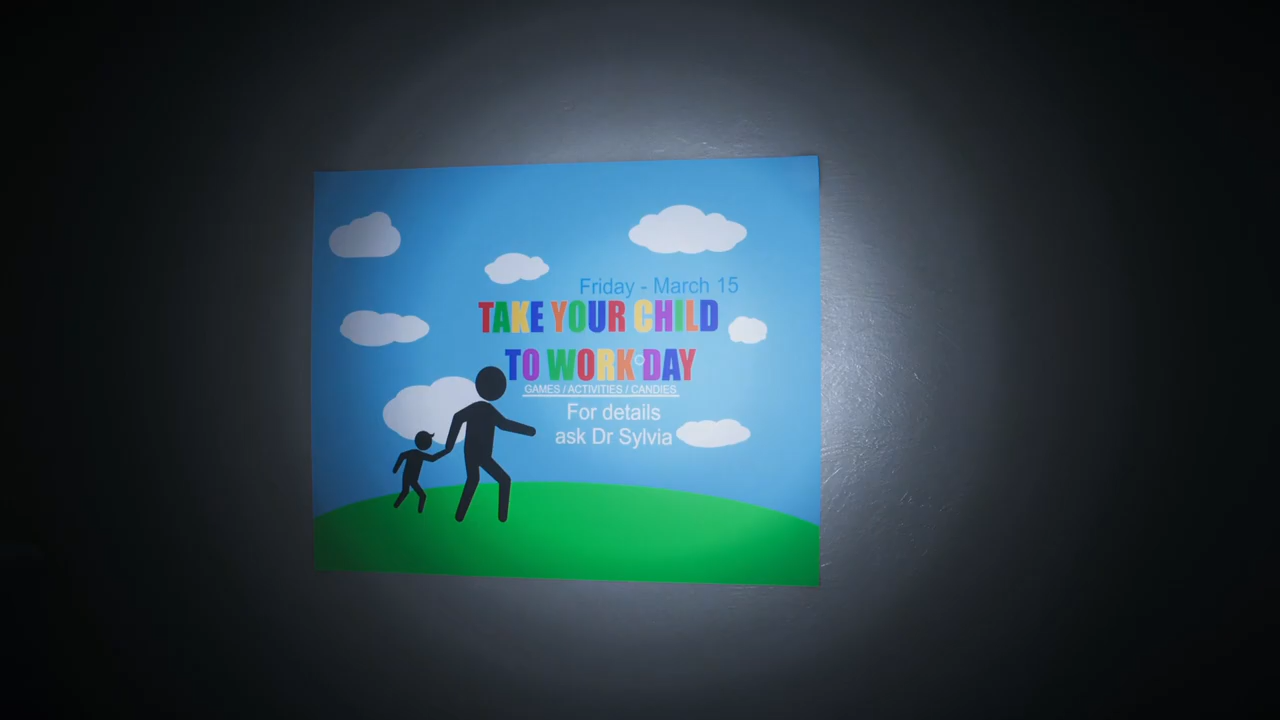 Friday - March 15
TAKE YOUR CHILD
TO WORK DAY
GAMES / ACTIVITIES / CANDIES
For details
ask Dr Sylvia